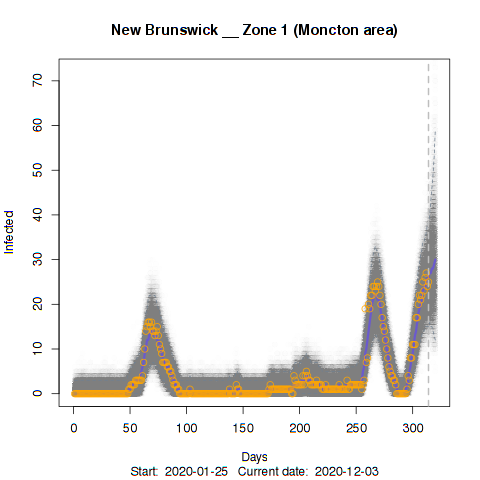 New Brunswick __ Zone 1 (Moncton area)
70
60
50
40
30
20
10
0
Infected
0 50 100 150 200 250 300
Days
Start: 2020-01-25 Current date: 2020-12-03